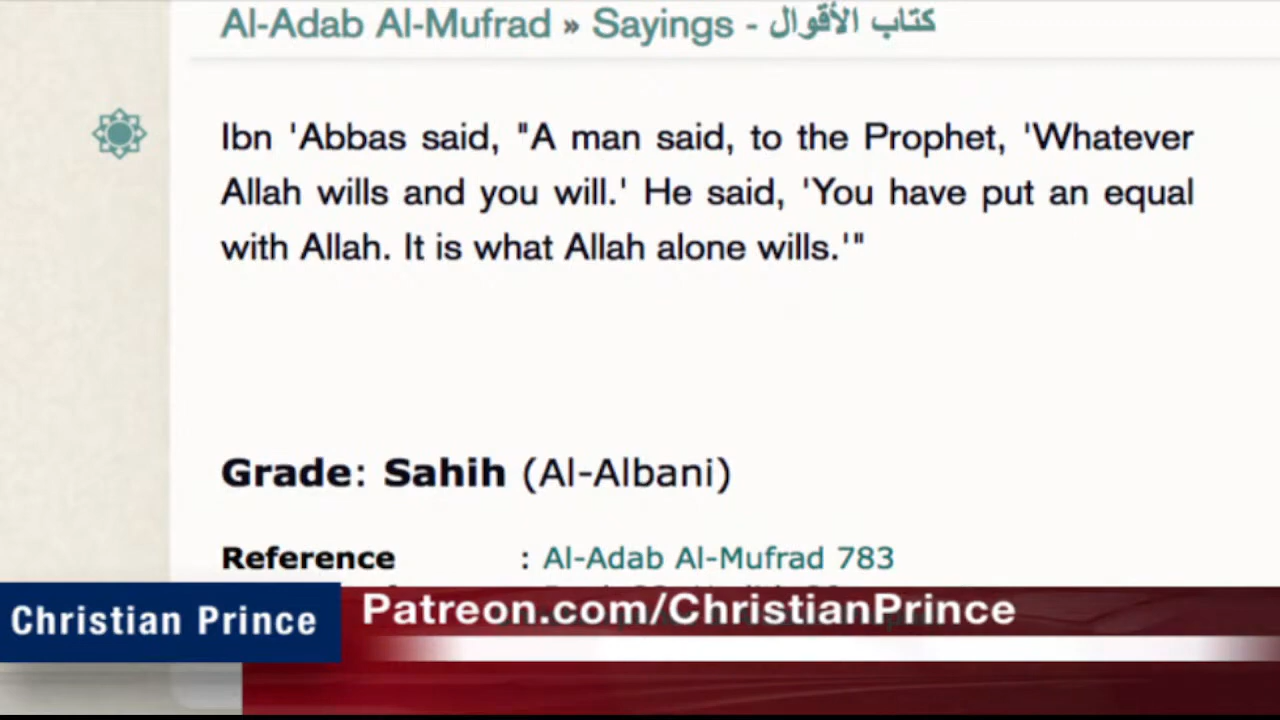 Al-Adab Al-Mufrad » Sayings - كتاب الأقوال
Ibn 'Abbas said, "A man said, to the Prophet, 'Whatever
Allah wills and you will.' He said, 'You have put an equal
with Allah. It is what Allah alone wills.'"
Grade: Sahih (Al-Albani)
Reference : Al-Adab Al-Mufrad 783
Christian Prince
Patreon.com/ChristianPrince